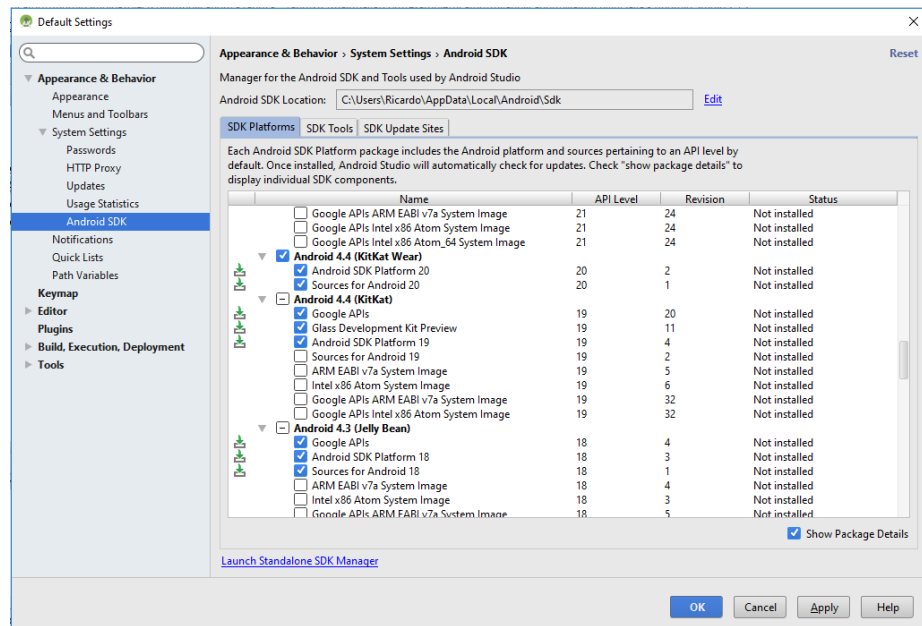 Default Settings
Appearance & Behavior › System Settings › Android SDK
Reset
Appearance & Behavior
Appearance
Menus and Toolbars
System Settings
Passwords
HTTP Proxy
Updates
Usage Statistics
Android SDK
Notifications
Quick Lists
Path Variables
Keymap
Editor
Plugins
Build, Execution, Deployment
Tools
Manager for the Android SDK and Tools used by Android Studio
Android SDK Location: C:\Users\Ricardo\AppData\Local\Android\Sdk Edit
SDK Platforms SDK Tools SDK Update Sites
Each Android SDK Platform package includes the Android platform and sources pertaining to an API level by
default. Once installed, Android Studio will automatically check for updates. Check "show package details" to
display individual SDK components.
Name API Level Revision Status
Google APIs ARM EABI v7a System Image 21 24 Not installed
Google APIs Intel x86 Atom System Image 21 24 Not installed
Google APIs Intel x86 Atom_64 System Image 21 24 Not installed
Android 4.4 (KitKat Wear)
Android SDK Platform 20 20 2 Not installed
Sources for Android 20 20 1 Not installed
Android 4.4 (KitKat)
Google APIs 19 20 Not installed
Glass Development Kit Preview 19 11 Not installed
Android SDK Platform 19 19 4 Not installed
Sources for Android 19 19 2 Not installed
ARM EABI v7a System Image 19 5 Not installed
Intel x86 Atom System Image 19 6 Not installed
Google APIs ARM EABI v7a System Image 19 32 Not installed
Google APIs Intel x86 Atom System Image 19 32 Not installed
Android 4.3 (Jelly Bean)
Google APIs 18 4 Not installed
Android SDK Platform 18 18 3 Not installed
Sources for Android 18 18 1 Not installed
ARM EABI v7a System Image 18 4 Not installed
Intel x86 Atom System Image 18 3 Not installed
Google APIs ARM EABI v7a System Image 18 5 Not installed
Show Package Details
Launch Standalone SDK Manager
OK Cancel Apply Help